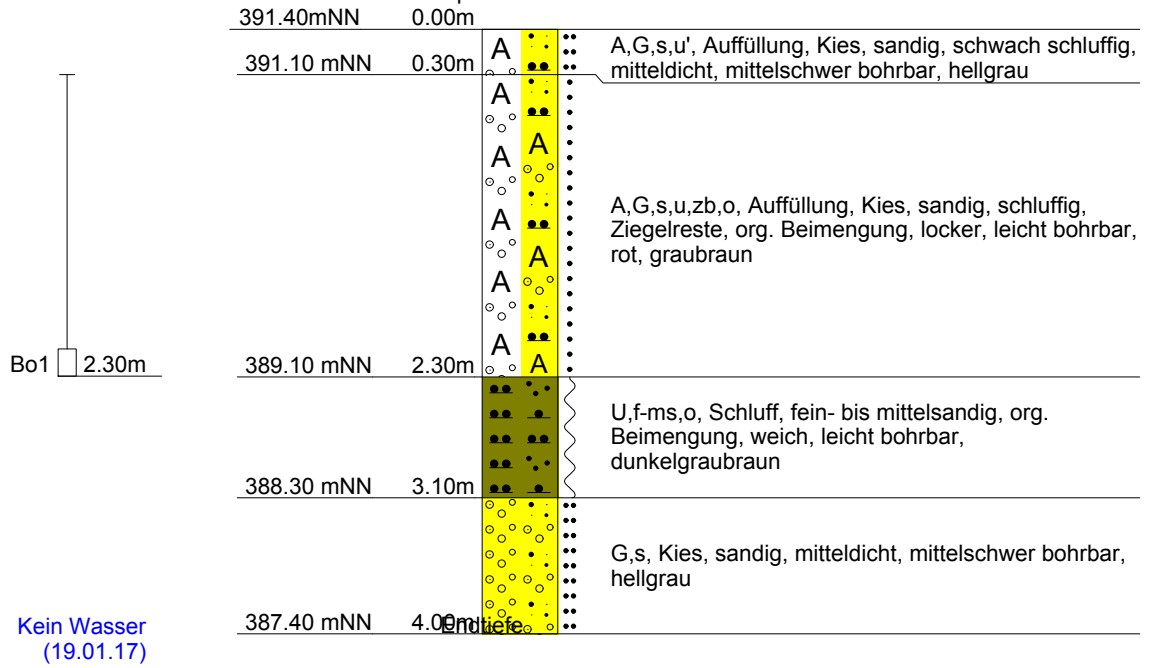 391.40mNN 0.00m
A,G,s,u', Auffüllung, Kies, sandig, schwach schluffig,
mitteldicht, mittelschwer bohrbar, hellgrau
391.10 mNN 0.30m
A
A
A
A
A
A
A
A
A
A,G,s,u,zb,o, Auffüllung, Kies, sandig, schluffig,
Ziegelreste, org. Beimengung, locker, leicht bohrbar,
rot, graubraun
Bo1 2.30m
389.10 mNN 2.30m
U,f-ms,o, Schluff, fein- bis mittelsandig, org.
Beimengung, weich, leicht bohrbar,
dunkelgraubraun
388.30 mNN 3.10m
G,s, Kies, sandig, mitteldicht, mittelschwer bohrbar,
hellgrau
387.40 mNN 4.00m Endtiefe
Kein Wasser
(19.01.17)